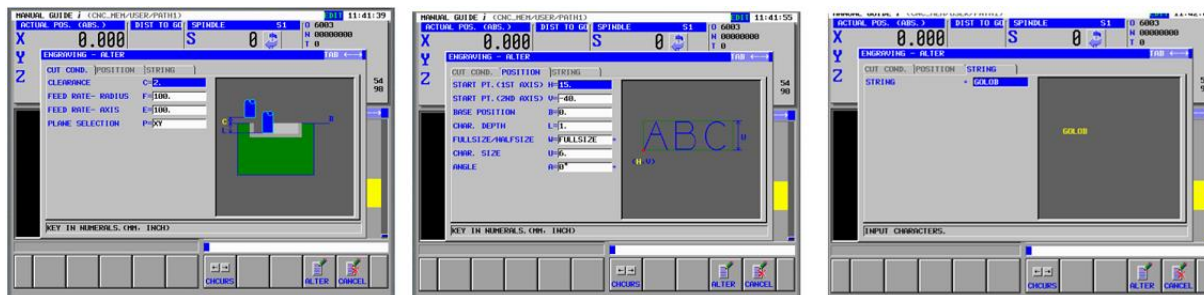 MANUAL GUIDE i (CNC_MEM/USER/PATH1) EDIT 11:41:39
ACTUAL POS. (ABS.) DIST TO GO SPINDLE S1 O 6003
N 00000000
X 0.000 S 0 T 0
Y
Z
ENGRAVING - ALTER TAB
CUT COND. POSITION STRING
CLEARANCE C=2.
FEED RATE- RADIUS F=100.
FEED RATE- AXIS E=100.
PLANE SELECTION P=XY
C
L
B
54
90
KEY IN NUMERALS. (MM, INCH)
CHCURS ALTER CANCEL
MANUAL GUIDE i (CNC_MEM/USER/PATH1) EDIT 11:41:55
ACTUAL POS. (ABS.) DIST TO GO SPINDLE S1 O 6003
N 00000000
X 0.000 S 0 T 0
Y
Z
ENGRAVING - ALTER TAB
CUT COND. POSITION STRING
START PT.(1ST AXIS) H=15.
START PT.(2ND AXIS) V=-40.
BASE POSITION B=0.
CHAR. DEPTH L=1.
FULLSIZE/HALFSIZE W=FULLSIZE
CHAR. SIZE U=6.
ANGLE A=0°
ABC U
(H V)
54
90
KEY IN NUMERALS. (MM, INCH)
CHCURS ALTER CANCEL
ACTUAL POS. (ABS.) DIST TO GO SPINDLE S1 O 6003
N 00000000
X 0.000 S 0 T 0
Y
Z
ENGRAVING - ALTER TAB
CUT COND. POSITION STRING
STRING GOLOB
GOLOB
INPUT CHARACTERS.
CHCURS ALTER CANCEL